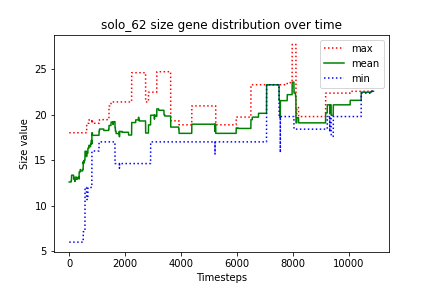 solo_62 size gene distribution over time
Size value
25
20
15
10
5
max
mean
min
0
2000
4000
6000
8000
10000
Timesteps